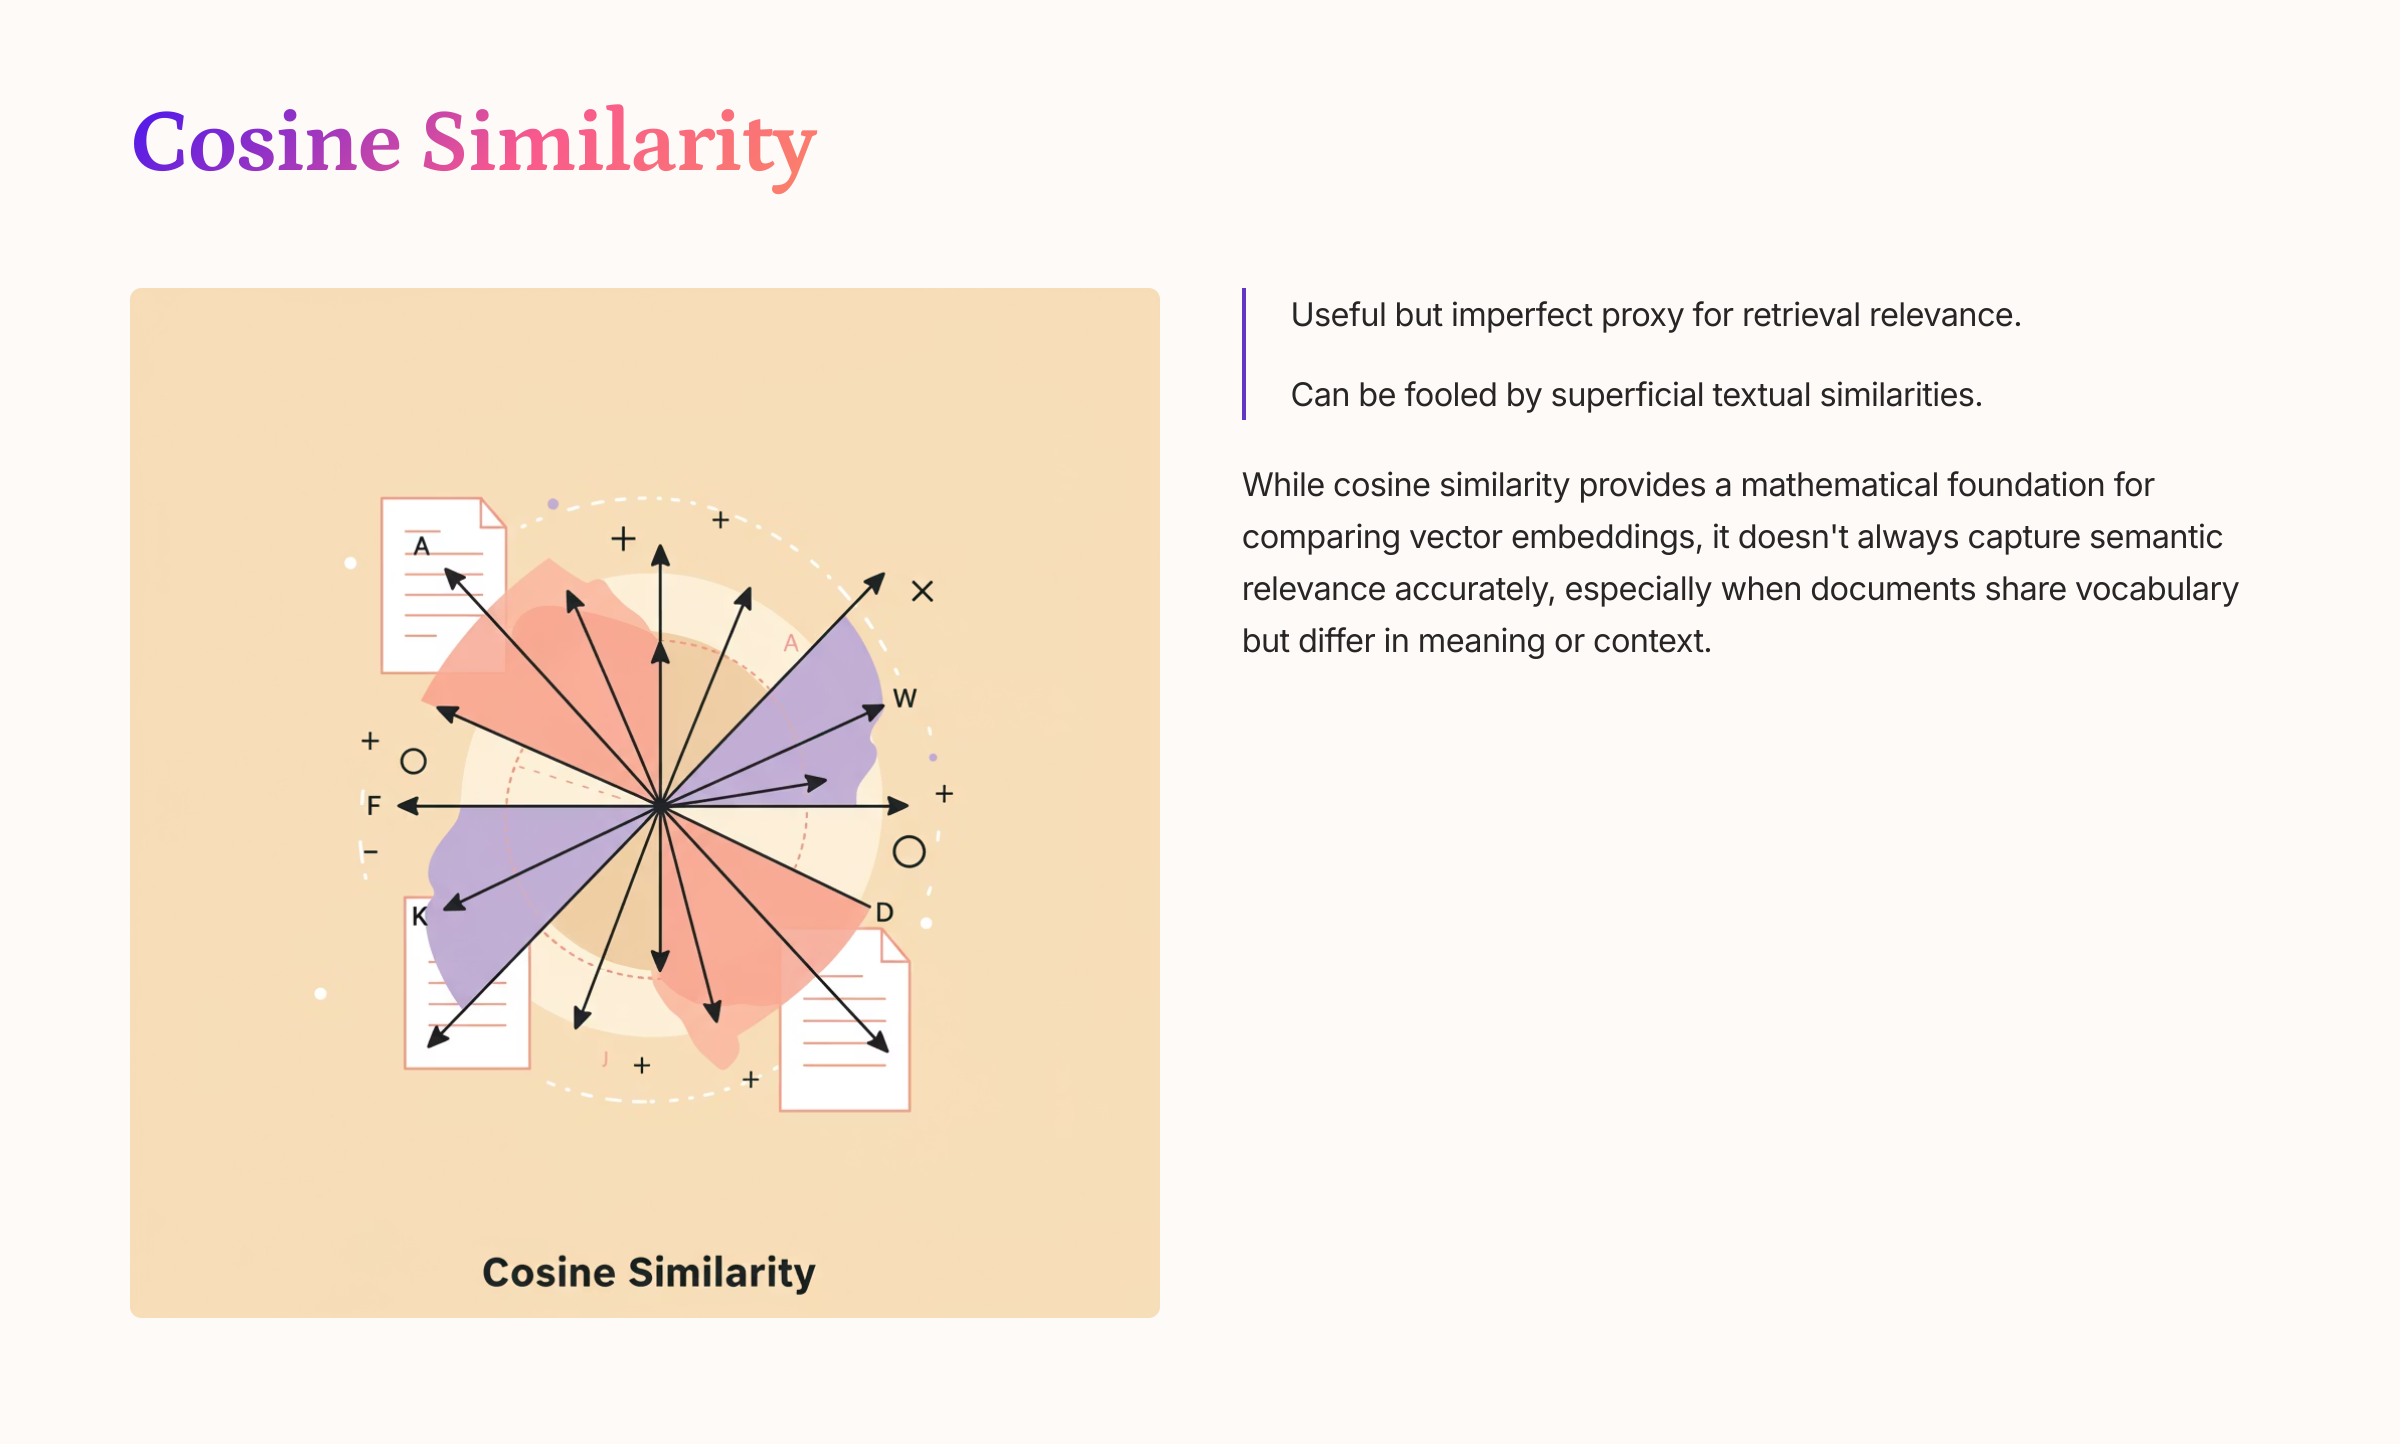 Cosine Similarity
A
+
+
×
A
W
+
F
+
−
K
D
J
+
+
Cosine Similarity
Useful but imperfect proxy for retrieval relevance.
Can be fooled by superficial textual similarities.
While cosine similarity provides a mathematical foundation for
comparing vector embeddings, it doesn't always capture semantic
relevance accurately, especially when documents share vocabulary
but differ in meaning or context.